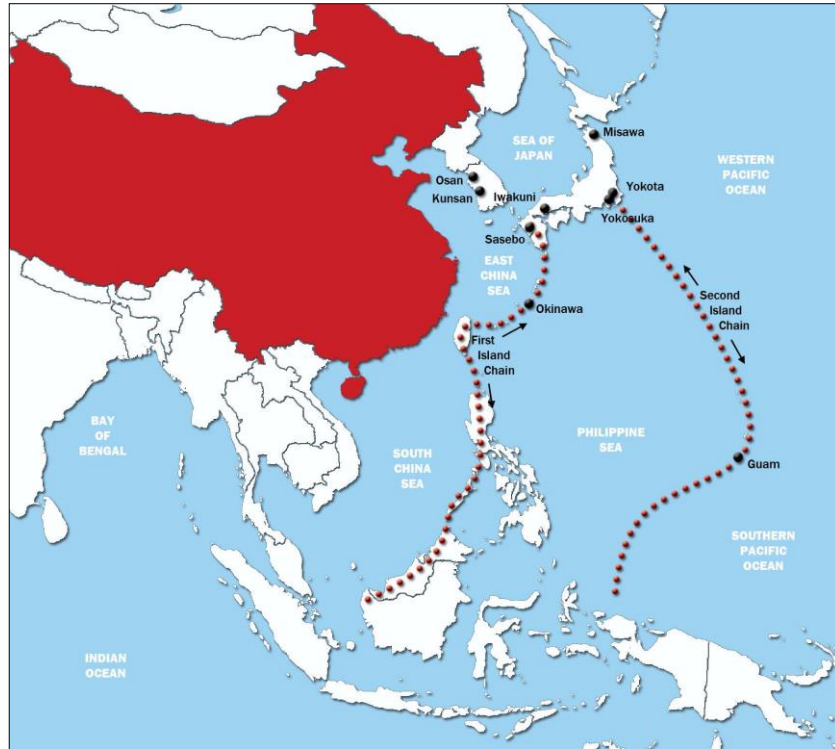 SEA OF
JAPAN
Misawa
WESTERN
PACIFIC
OCEAN
Osan
Kunsan
Iwakuni
Yokota
Yokosuka
Sasebo
EAST
CHINA
SEA
Okinawa
Second
Island
Chain
First
Island
Chain
BAY
OF
BENGAL
SOUTH
CHINA
SEA
PHILIPPINE
SEA
Guam
SOUTHERN
PACIFIC
OCEAN
INDIAN
OCEAN